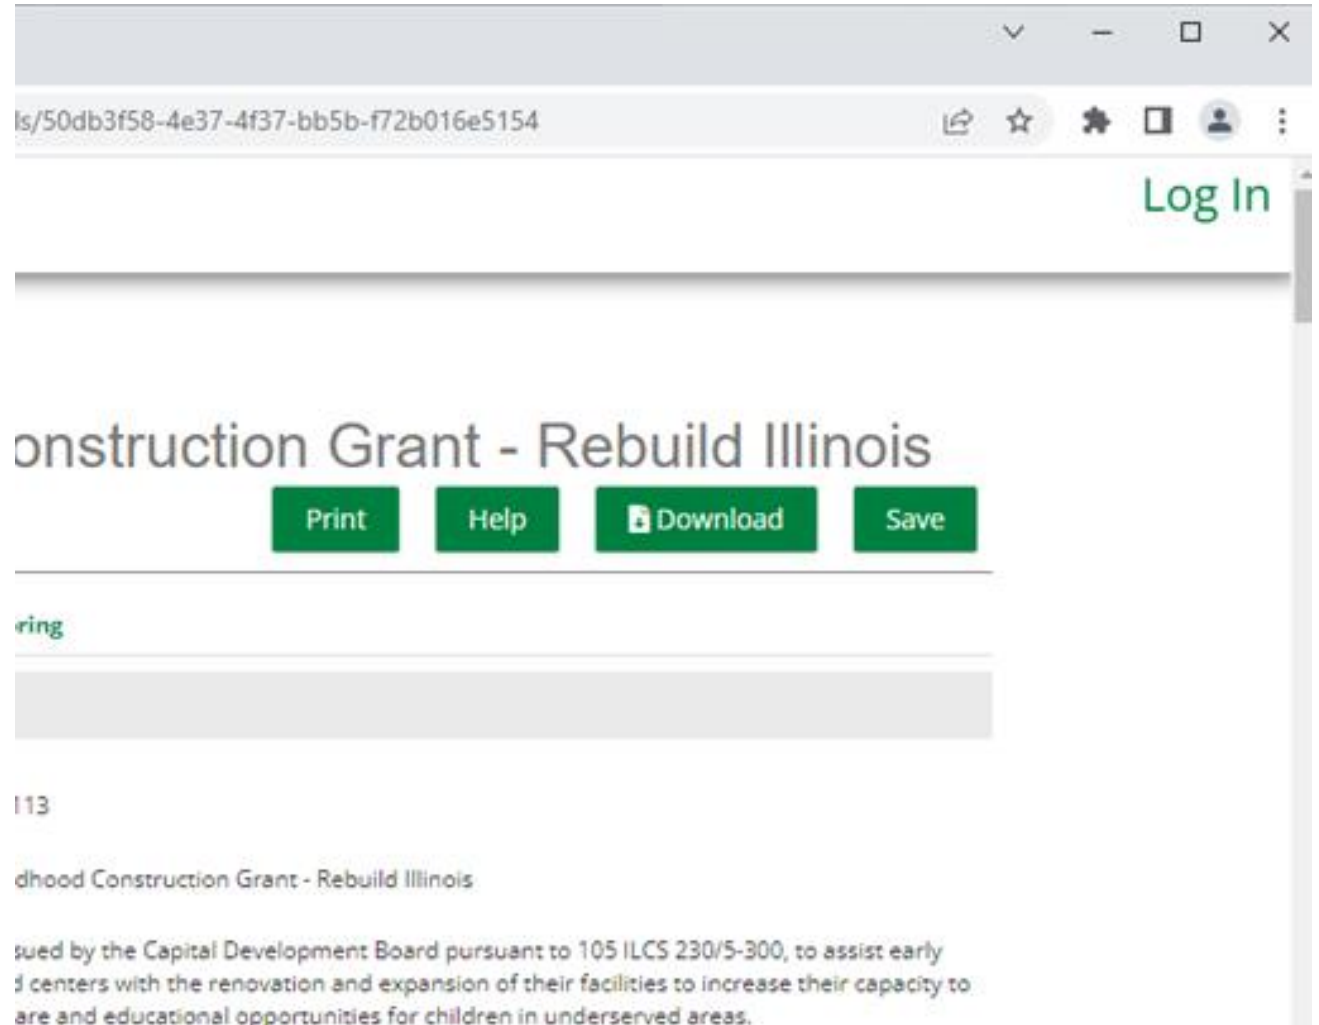 ls/50db3f58-4e37-4f37-bb5b-f72b016e5154
Log In
onstruction Grant - Rebuild Illinois
Print Help Download Save
ring
113
dhood Construction Grant - Rebuild Illinois
sued by the Capital Development Board pursuant to 105 ILCS 230/5-300, to assist early
d centers with the renovation and expansion of their facilities to increase their capacity to
are and educational opportunities for children in underserved areas.